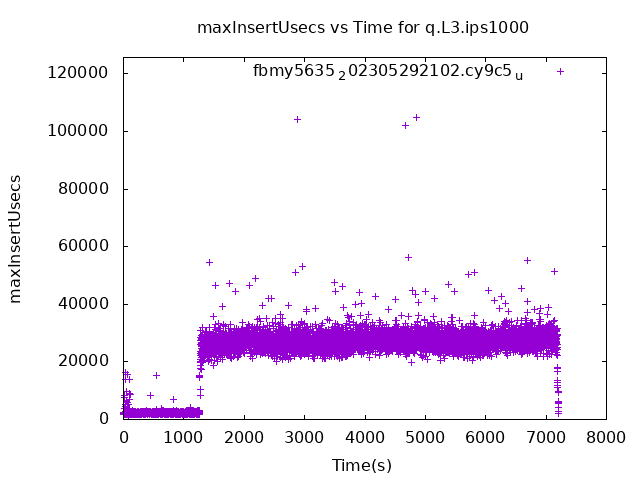 maxInsertUsecs vs Time for q.L3.ips1000
fbmy5635202305292102.cy9c5u
120000
100000
80000
60000
40000
20000
0
maxInsertUsecs
0 1000 2000 3000 4000 5000 6000 7000 8000
Time(s)